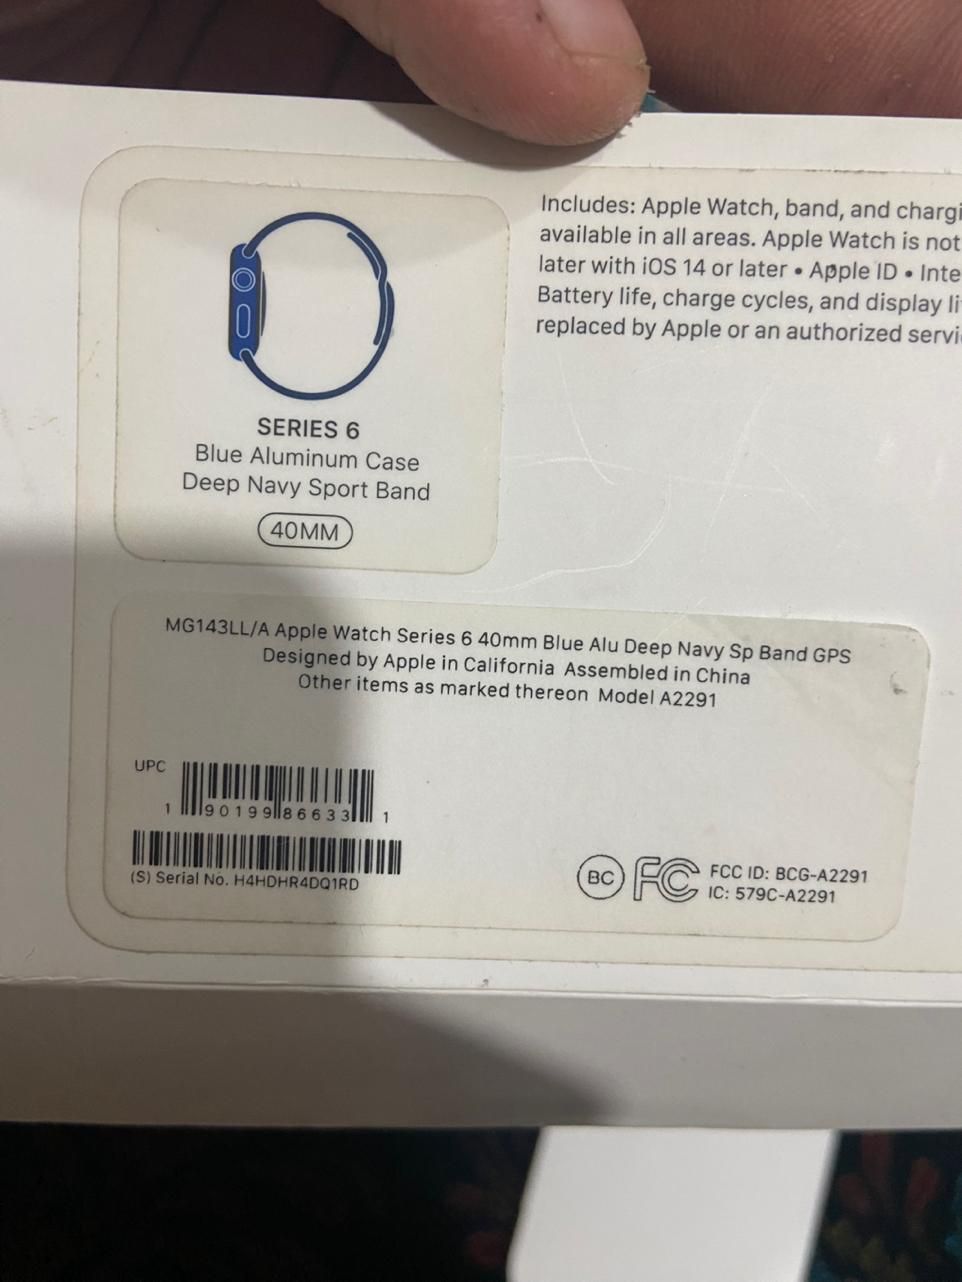 Includes: Apple Watch, band, and chargi
available in all areas. Apple Watch is not
later with iOS 14 or later • Apple ID • Inte
Battery life, charge cycles, and display li
replaced by Apple or an authorized servi
SERIES 6
Blue Aluminum Case
Deep Navy Sport Band
40MM
MG143LL/A Apple Watch Series 6 40mm Blue Alu Deep Navy Sp Band GPS
Designed by Apple in California Assembled in China
Other items as marked thereon Model A2291
UPC
1 90199 86633 1
(S) Serial No. H4HDHR4DQ1RD
BC FC FCC ID: BCG-A2291
IC: 579C-A2291